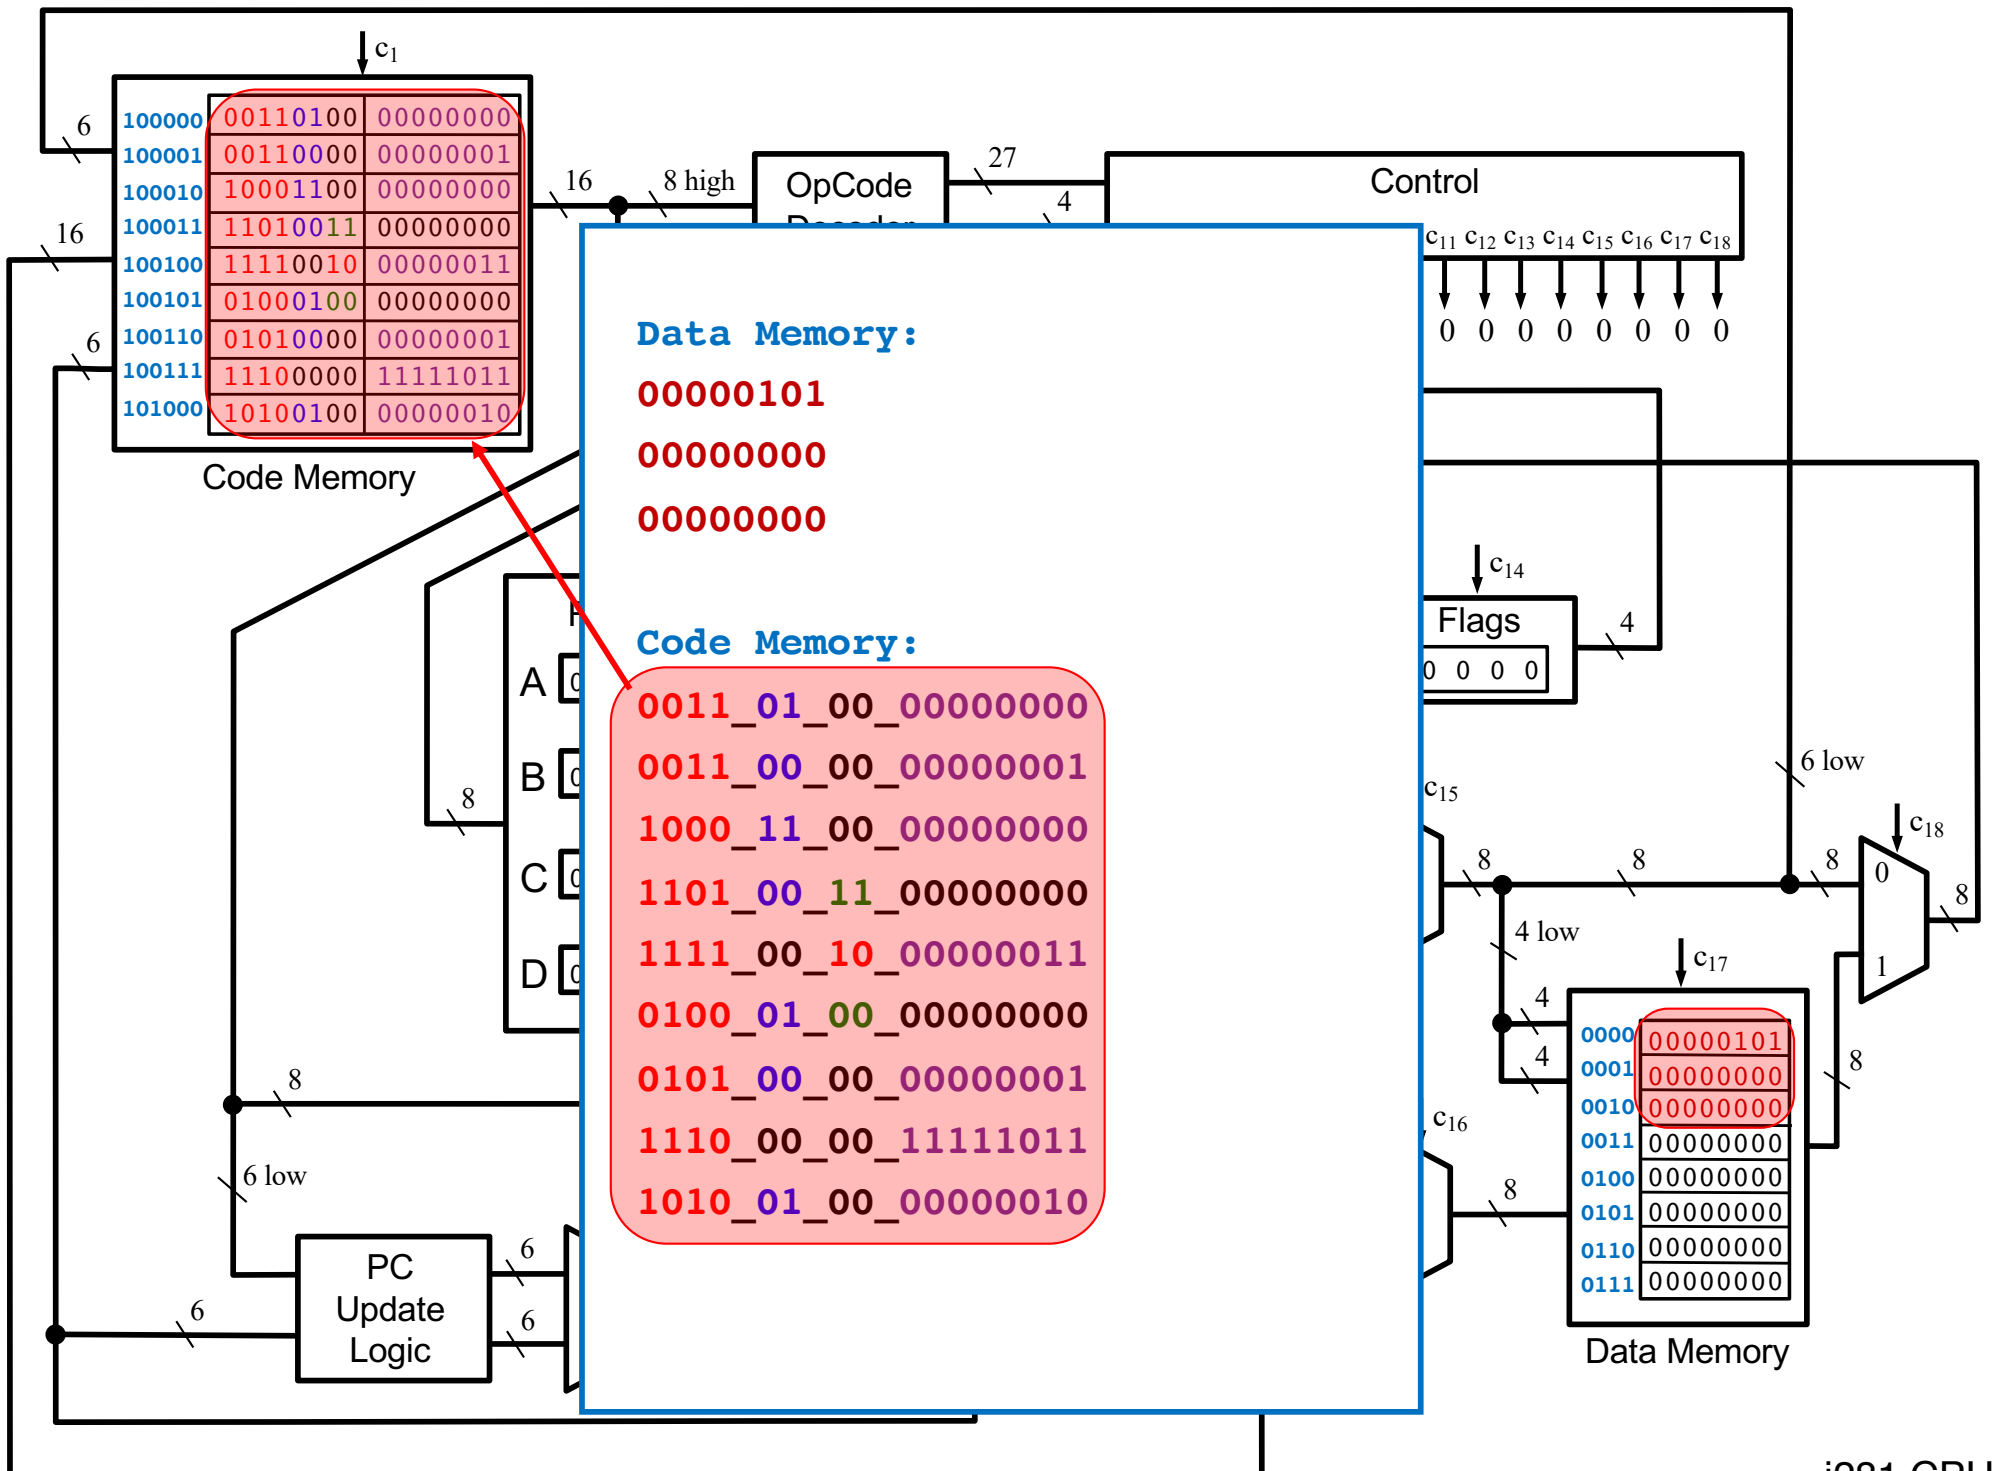 c1
6
16
6
100000 00110100 00000000
100001 00110000 00000001
100010 10001100 00000000
100011 11010011 00000000
100100 11110010 00000011
100101 01000100 00000000
100110 01010000 00000001
100111 11100000 11111011
101000 10100100 00000010
Code Memory
16
8 high
OpCode
27
4
Control
c11 c12 c13 c14 c15 c16 c17 c18
0 0 0 0 0 0 0 0
Data Memory:
00000101
00000000
00000000
Code Memory:
0011_01_00_00000000
0011_00_00_00000001
1000_11_00_00000000
1101_00_11_00000000
1111_00_10_00000011
0100_01_00_00000000
0101_00_00_00000001
1110_00_00_11111011
1010_01_00_00000010
A 0
B 0
C 0
D 0
8
8
6 low
6
PC
Update
Logic
6
6
c14
Flags
0 0 0 0
4
6 low
c15
8
8
8
c18
0
1
8
4 low
c17
4
4
0000 00000101
0001 00000000
0010 00000000
0011 00000000
0100 00000000
0101 00000000
0110 00000000
0111 00000000
Data Memory
8
c16
8